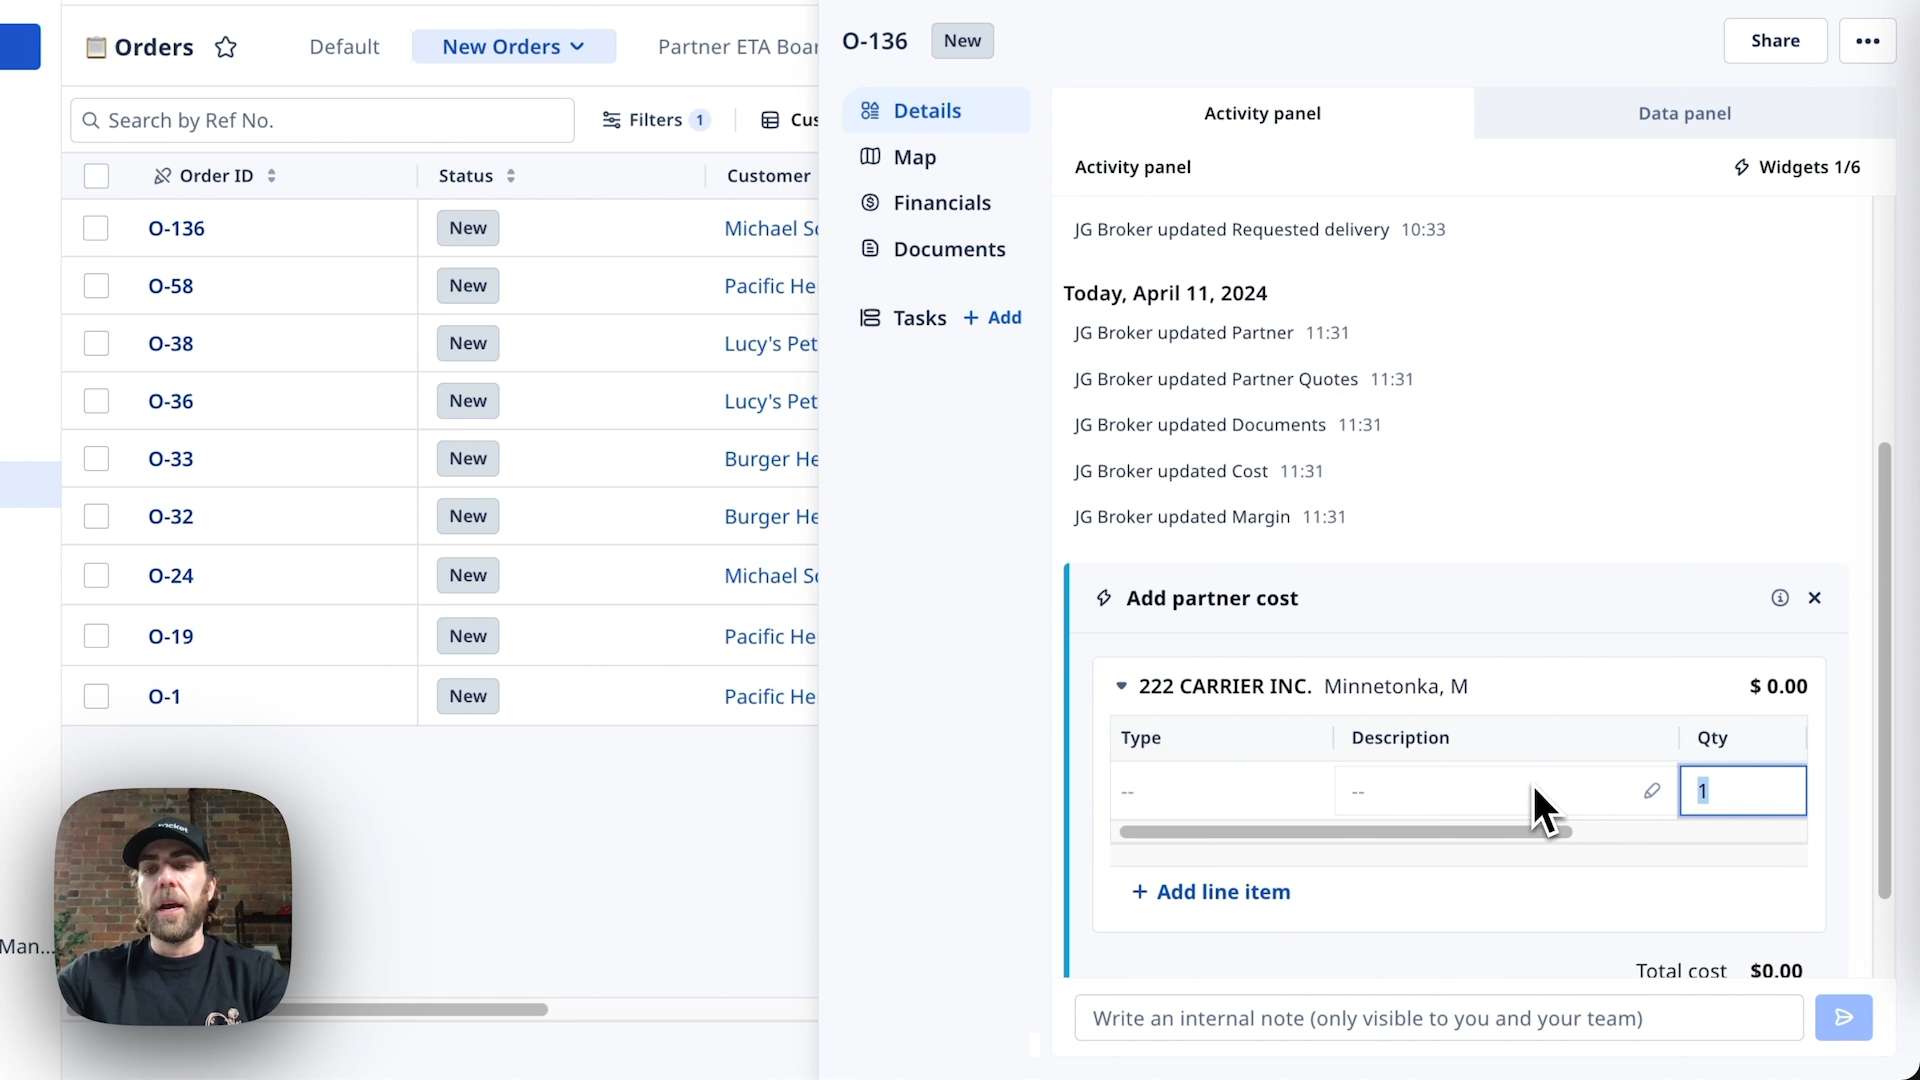 Orders
Default
New Orders
Partner ETA Boar
Search by Ref No.
Filters 1
Cus
Order ID
Status
Customer
O-136
New
Michael Sc
O-58
New
Pacific He
O-38
New
Lucy's Pet
O-36
New
Lucy's Pet
O-33
New
Burger He
O-32
New
Burger He
O-24
New
Michael Sc
O-19
New
Pacific He
O-1
New
Pacific He
Man...
O-136
New
Share
Details
Map
Financials
Documents
Tasks
+ Add
Activity panel
Data panel
Activity panel
Widgets 1/6
JG Broker updated Requested delivery 10:33
Today, April 11, 2024
JG Broker updated Partner 11:31
JG Broker updated Partner Quotes 11:31
JG Broker updated Documents 11:31
JG Broker updated Cost 11:31
JG Broker updated Margin 11:31
Add partner cost
222 CARRIER INC. Minnetonka, M
$ 0.00
Type
Description
Qty
--
--
1
+ Add line item
Total cost $0.00
Write an internal note (only visible to you and your team)